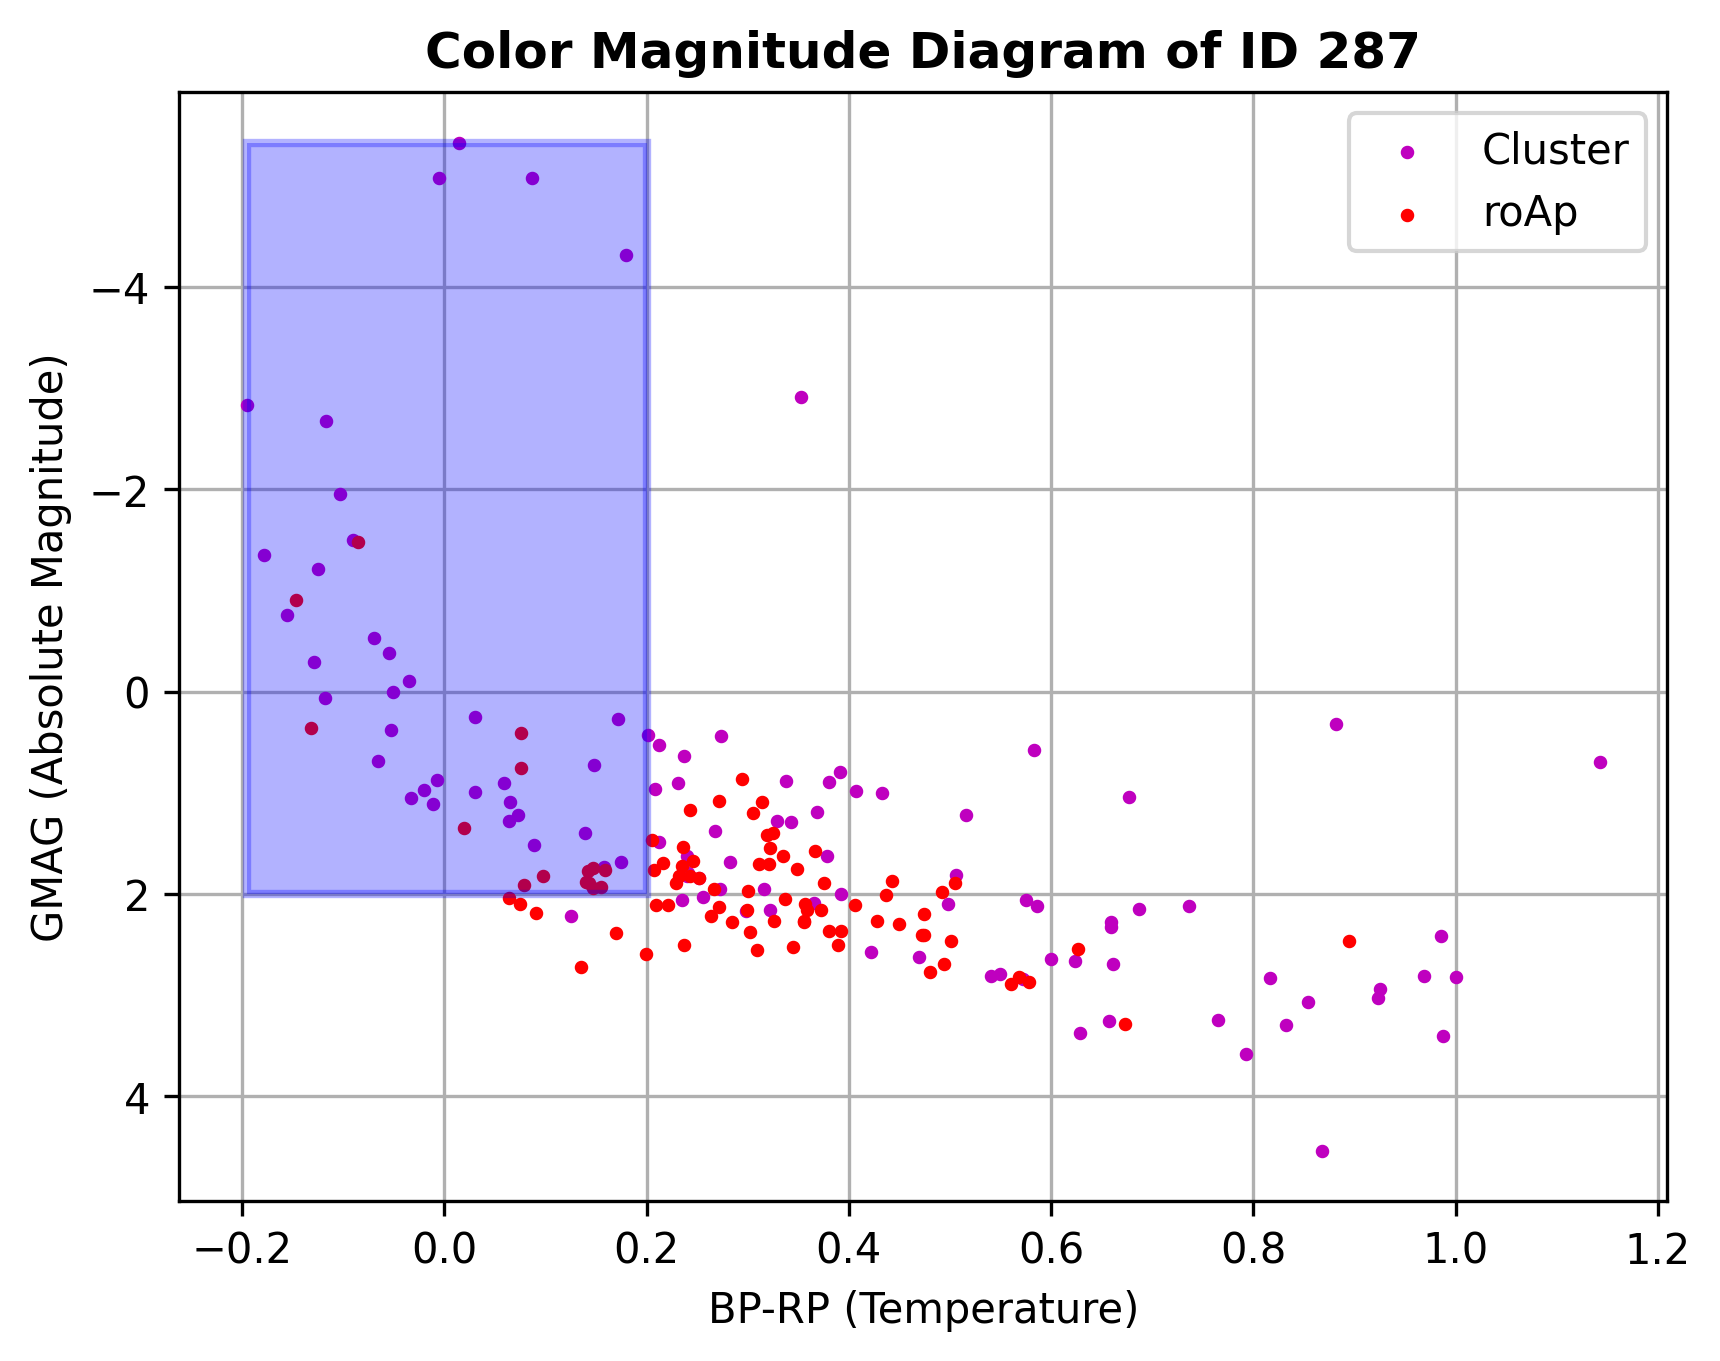 Color Magnitude Diagram of ID 287
Cluster
roAp
−4
−2
0
2
4
GMAG (Absolute Magnitude)
−0.2 0.0 0.2 0.4 0.6 0.8 1.0 1.2
BP-RP (Temperature)